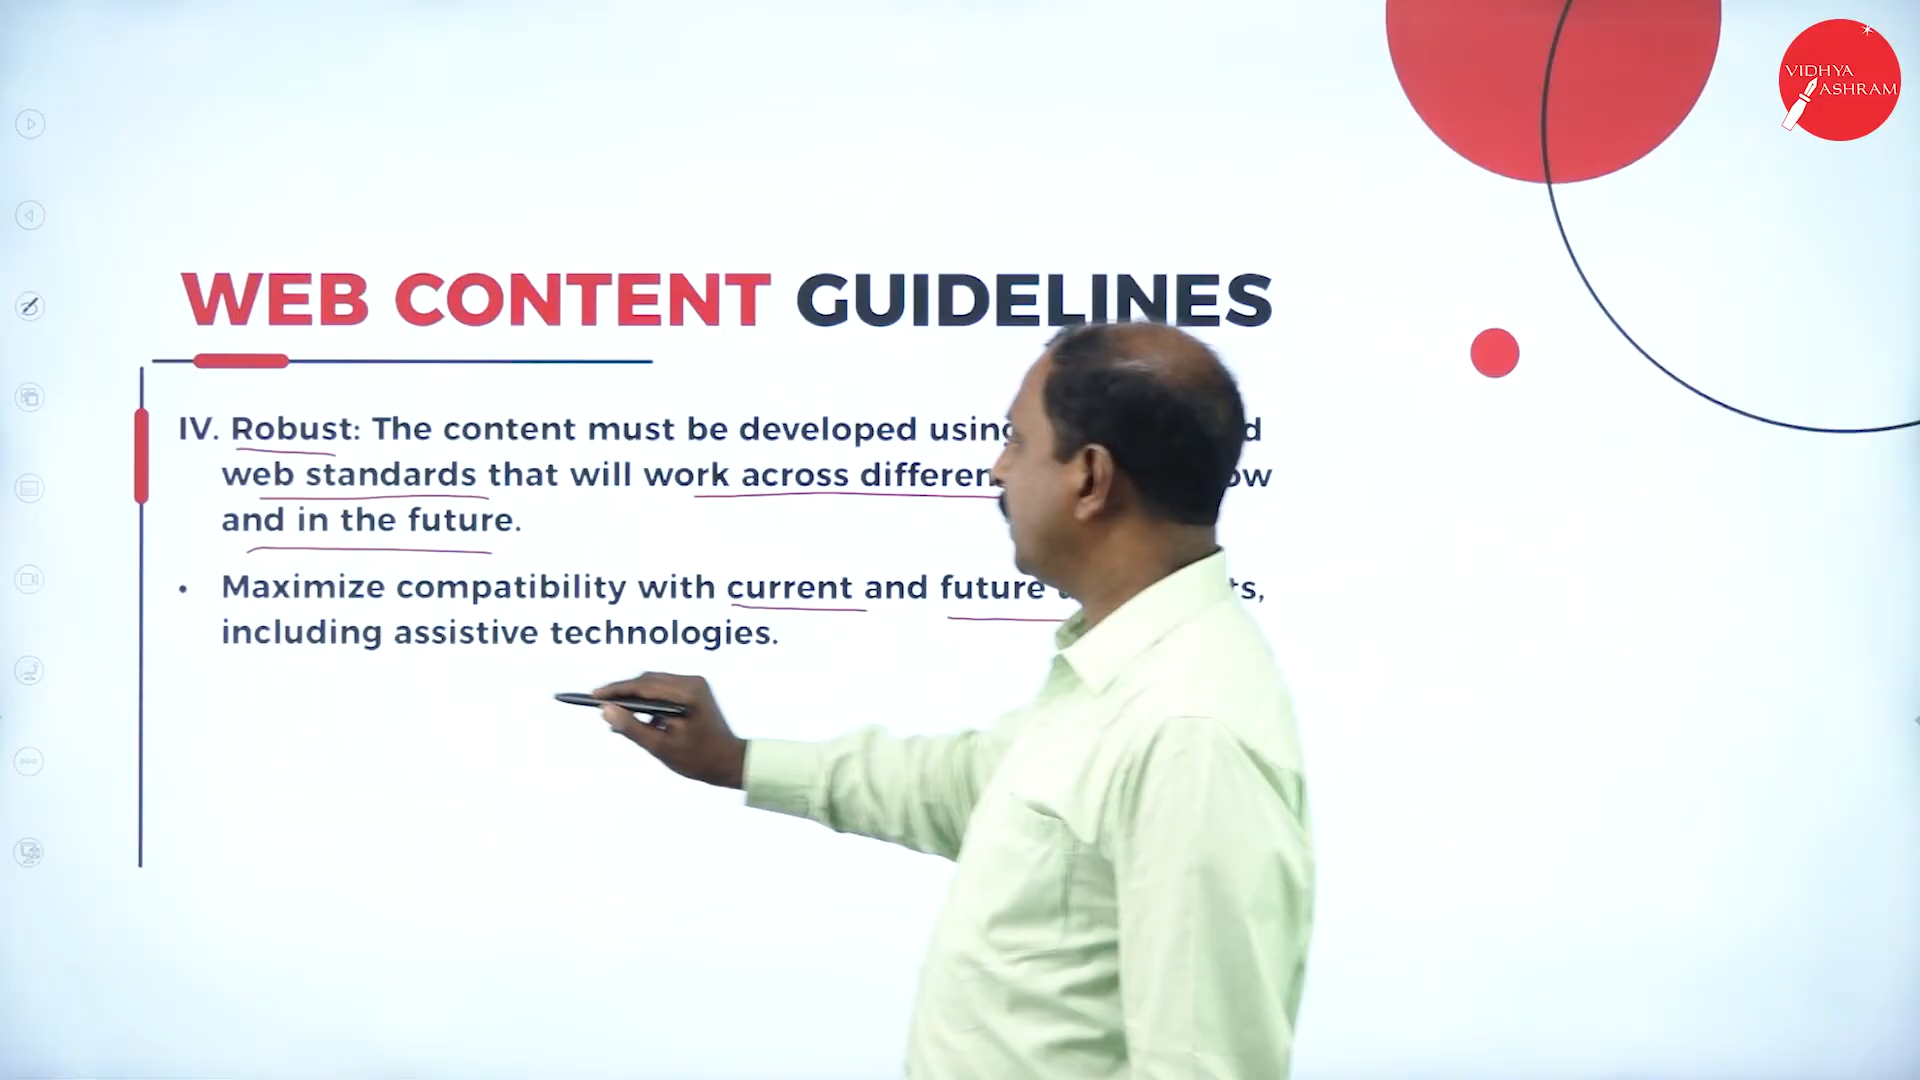 VIDHYA
ASHRAM
WEB CONTENT GUIDELINES
IV. Robust: The content must be developed using
web standards that will work across
and in the future.
• Maximize compatibility with current and future
including assistive technologies.